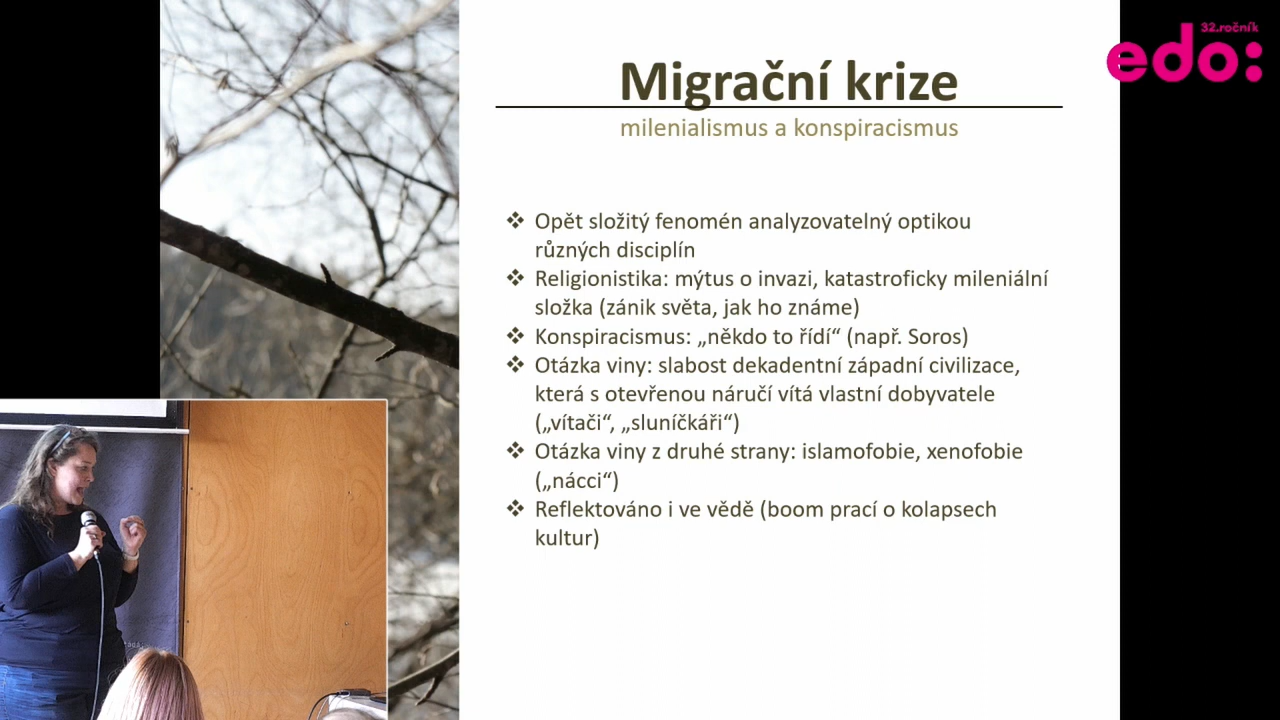 32.ročník
edo:
Migrační krize
milenialismus a konspiracismus
❖ Opět složitý fenomén analyzovatelný optikou
různých disciplín
❖ Religionistika: mýtus o invazi, katastroficky mileniální
složka (zánik světa, jak ho známe)
❖ Konspiracismus: „někdo to řídí“ (např. Soros)
❖ Otázka viny: slabost dekadentní západní civilizace,
která s otevřenou náručí vítá vlastní dobyvatele
(„vítači“, „sluníčkáři“)
❖ Otázka viny z druhé strany: islamofobie, xenofobie
(„nácci“)
❖ Reflektováno i ve vědě (boom prací o kolapsech
kultur)